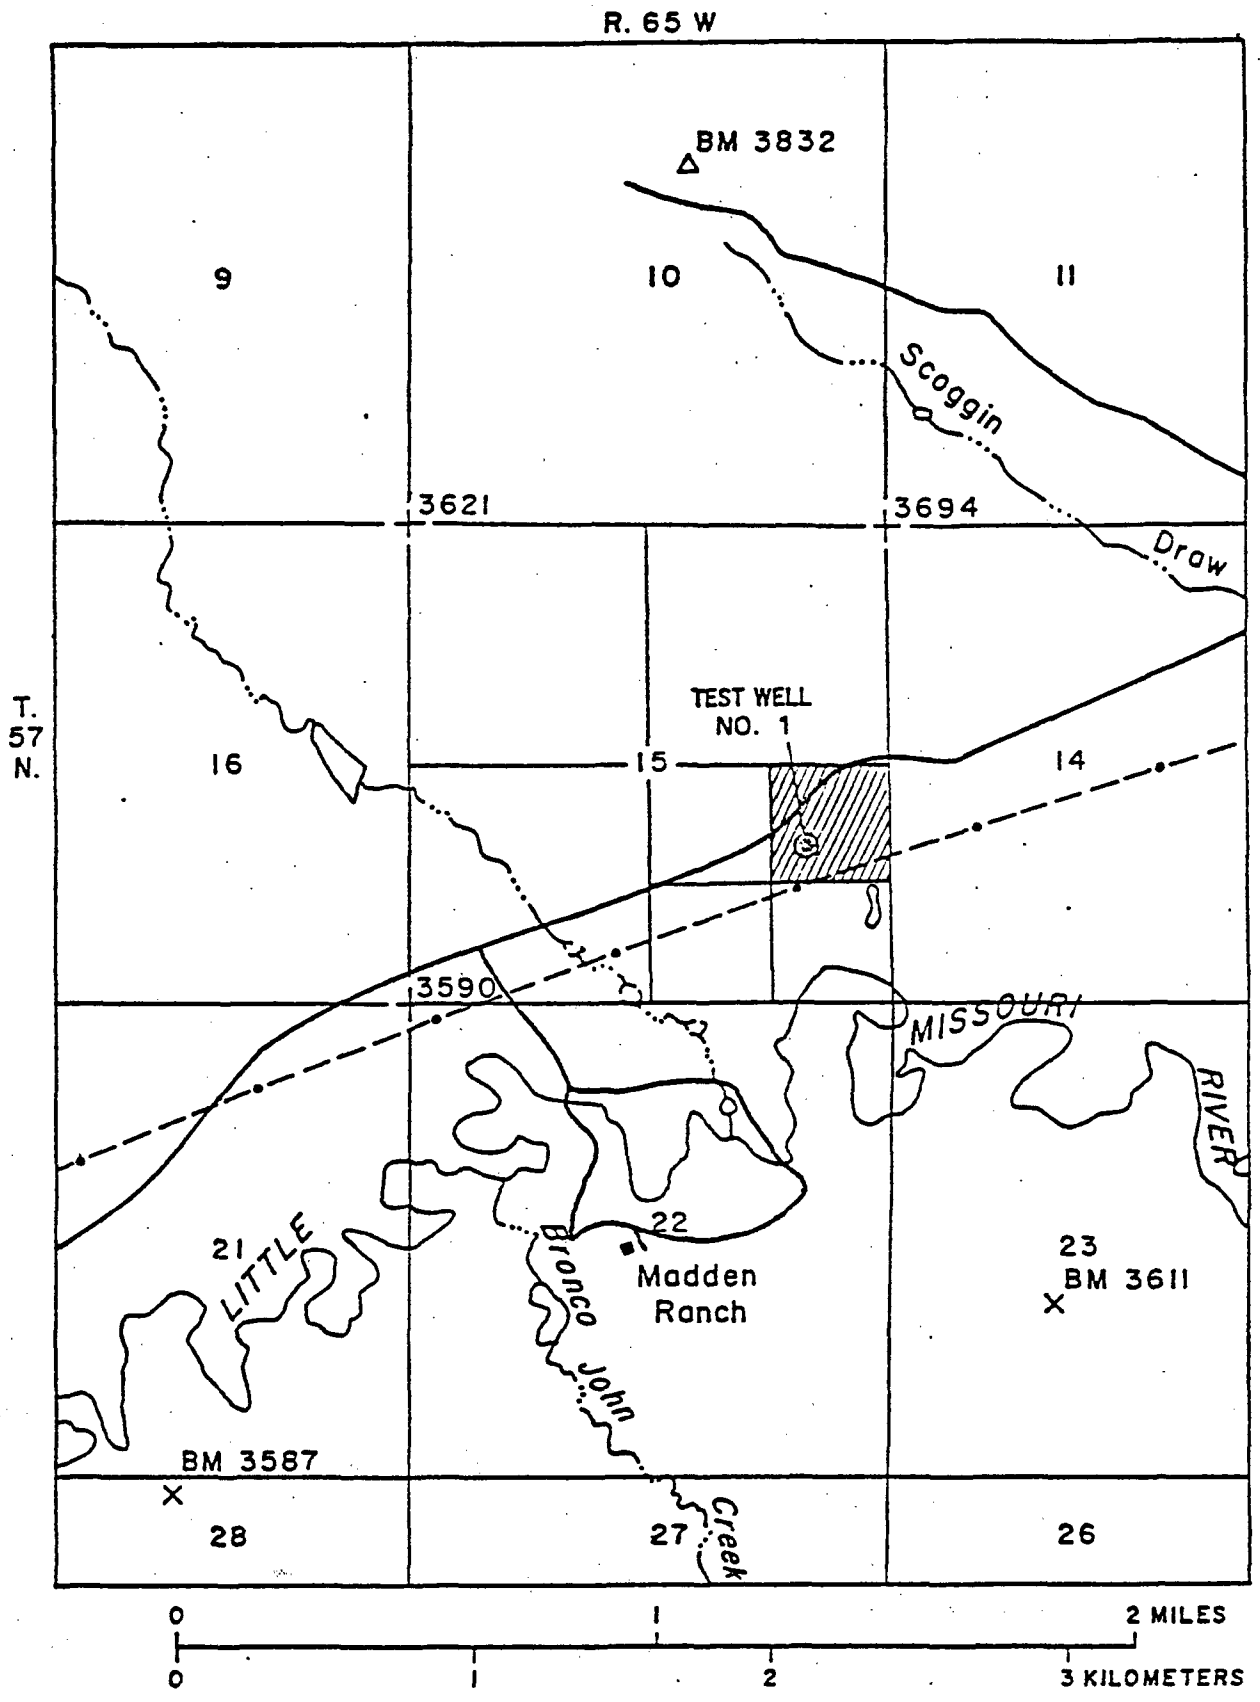 R. 65 W
BM 3832
9
10
11
Scoggin
3621
3694
Draw
T.
57
N.
TEST WELL
NO. 1
16
15
14
3590
MISSOURI
RIVER
22
21
LITTLE
Bronco
Madden
Ranch
23
BM 3611
John
BM 3587
28
27
Creek
26
0
1
2 MILES
0
1
2
3 KILOMETERS